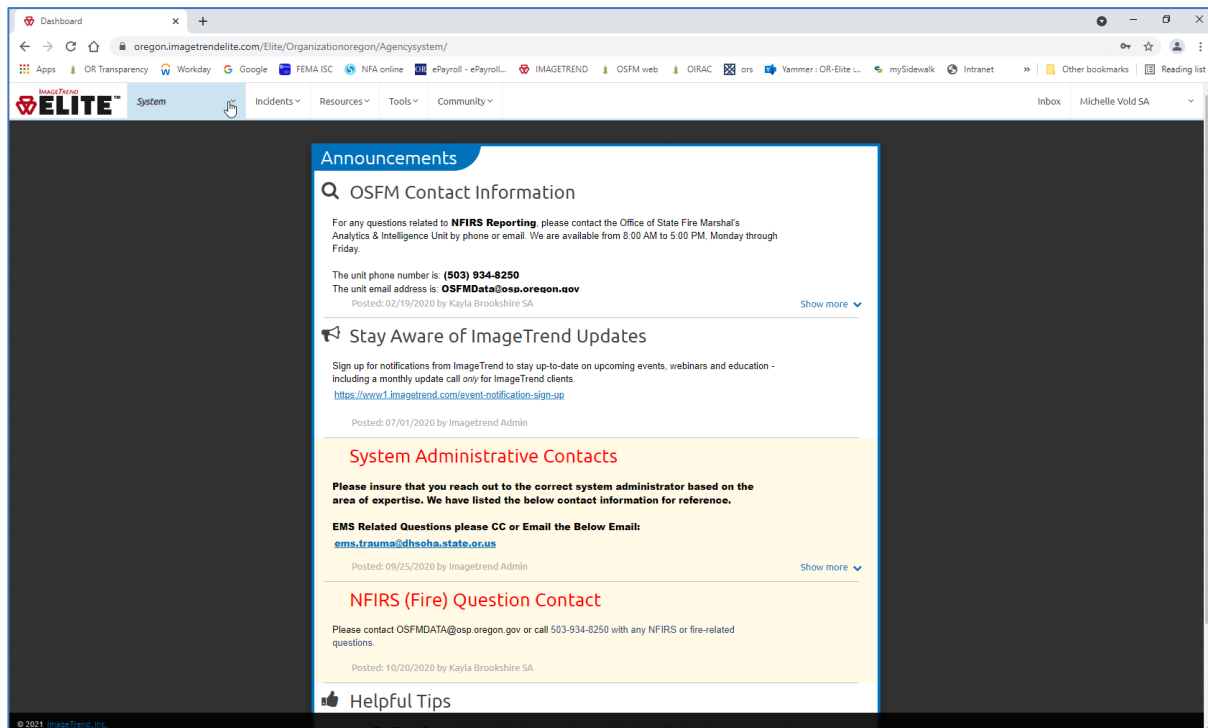 Dashboard
oregon.imagetrendelite.com/Elite/Organizationoregon/Agencysystem/
Apps OR Transparency Workday Google FEMA ISC NFA online ePayroll - ePayroll... IMAGETREND OSFM web OIRAC ors Yammer : OR-Elite :... mySidewalk Intranet » Other bookmarks Reading list
IMAGETREND
ELITE™ System Incidents Resources Tools Community Inbox Michelle Vold SA
Announcements
OSFM Contact Information
For any questions related to NFIRS Reporting, please contact the Office of State Fire Marshal's
Analytics & Intelligence Unit by phone or email. We are available from 8:00 AM to 5:00 PM, Monday through
Friday.
The unit phone number is: (503) 934-8250
The unit email address is: OSFMData@osp.oregon.gov
Posted: 02/19/2020 by Kayla Brookshire SA Show more
Stay Aware of ImageTrend Updates
Sign up for notifications from ImageTrend to stay up-to-date on upcoming events, webinars and education -
including a monthly update call only for ImageTrend clients.
https://www1.imagetrend.com/event-notification-sign-up
Posted: 07/01/2020 by Imagetrend Admin
System Administrative Contacts
Please insure that you reach out to the correct system administrator based on the
area of expertise. We have listed the below contact information for reference.
EMS Related Questions please CC or Email the Below Email:
ems.trauma@dhsoha.state.or.us
Posted: 09/25/2020 by Imagetrend Admin Show more
NFIRS (Fire) Question Contact
Please contact OSFMDATA@osp.oregon.gov or call 503-934-8250 with any NFIRS or fire-related
questions.
Posted: 10/20/2020 by Kayla Brookshire SA
Helpful Tips
© 2021 ImageTrend, Inc.